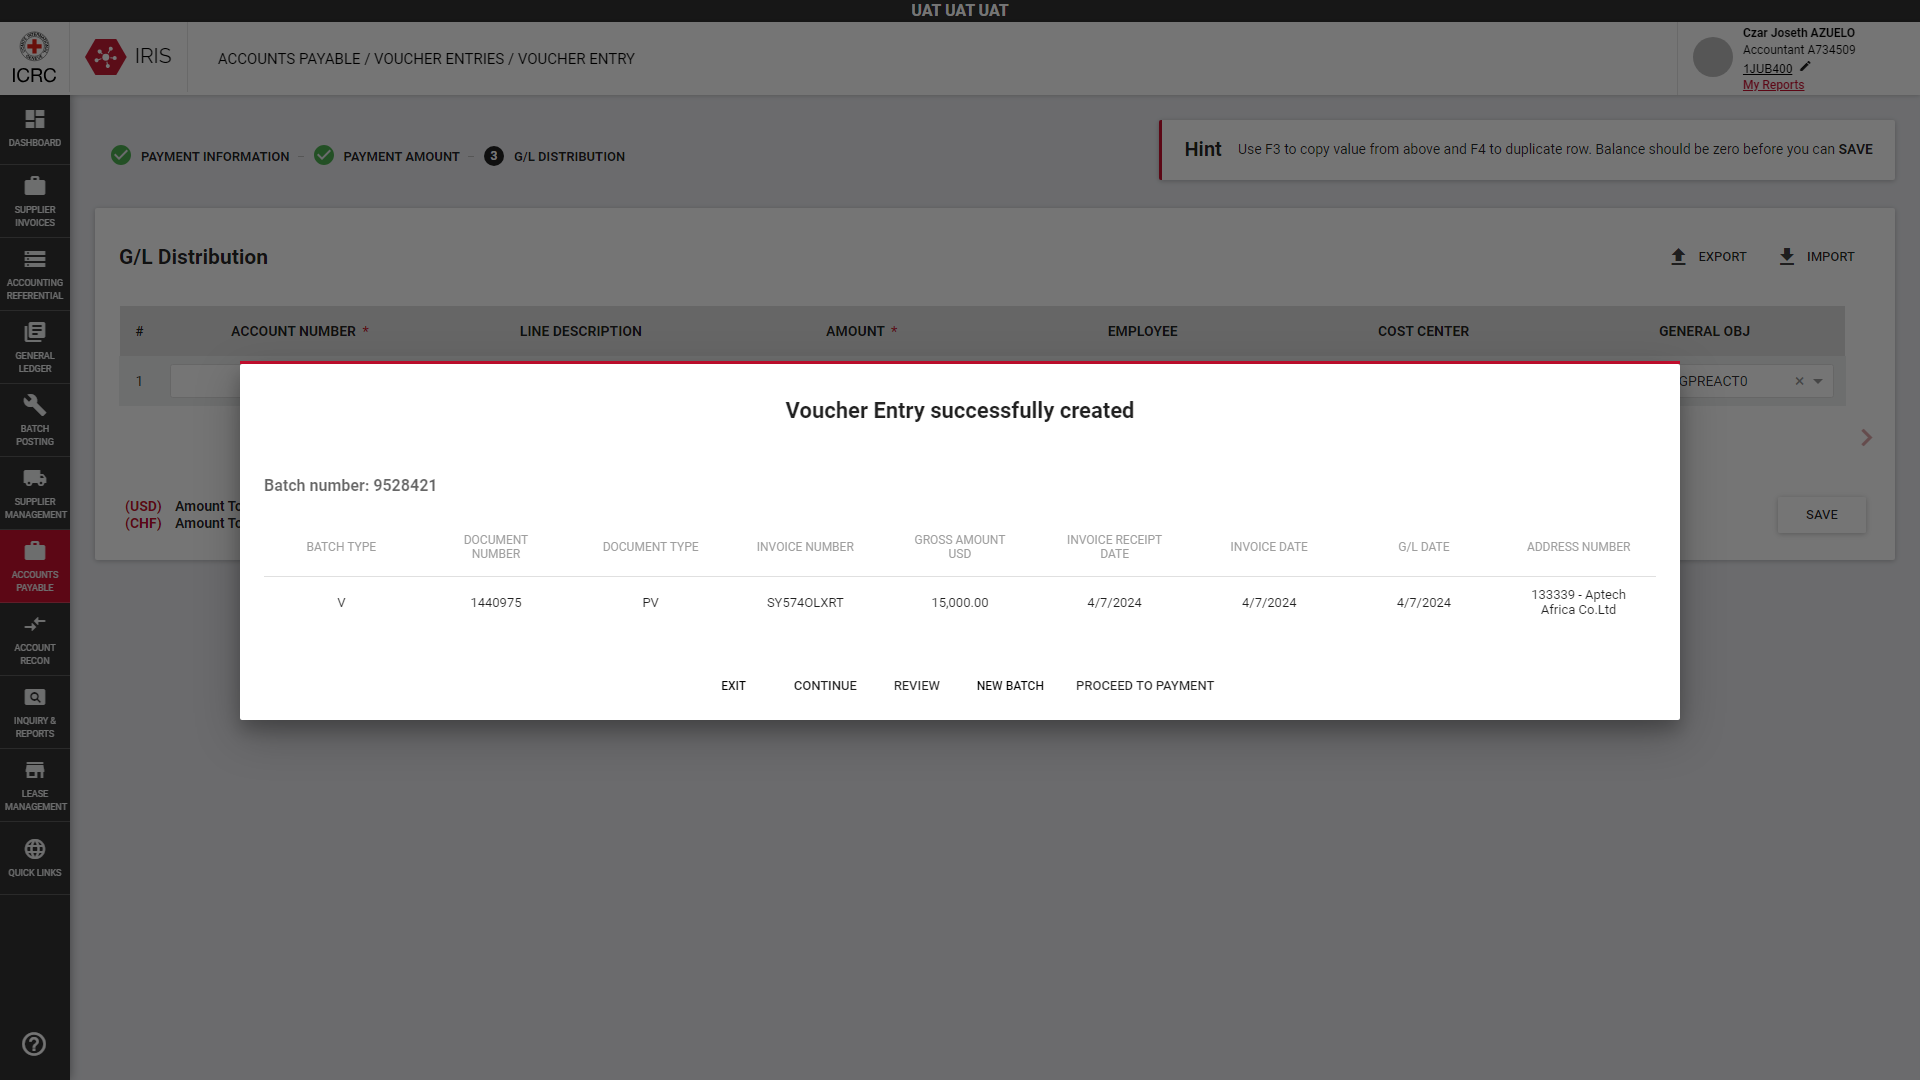 UAT UAT UAT
ICRC
IRIS
ACCOUNTS PAYABLE / VOUCHER ENTRIES / VOUCHER ENTRY
Czar Joseth AZUELO
Accountant A734509
1JUB400
My Reports
DASHBOARD
SUPPLIER
INVOICES
ACCOUNTING
REFERENTIAL
GENERAL
LEDGER
BATCH
POSTING
SUPPLIER
MANAGEMENT
ACCOUNTS
PAYABLE
ACCOUNT
RECON
INQUIRY &
REPORTS
LEASE
MANAGEMENT
QUICK LINKS
PAYMENT INFORMATION
PAYMENT AMOUNT
3 G/L DISTRIBUTION
Hint Use F3 to copy value from above and F4 to duplicate row. Balance should be zero before you can SAVE
G/L Distribution
EXPORT
IMPORT
# ACCOUNT NUMBER * LINE DESCRIPTION AMOUNT * EMPLOYEE COST CENTER GENERAL OBJ
1 GPREACT0
(USD) Amount To
(CHF) Amount To
SAVE
Voucher Entry successfully created
Batch number: 9528421
BATCH TYPE DOCUMENT NUMBER DOCUMENT TYPE INVOICE NUMBER GROSS AMOUNT USD INVOICE RECEIPT DATE INVOICE DATE G/L DATE ADDRESS NUMBER
V 1440975 PV SY574OLXRT 15,000.00 4/7/2024 4/7/2024 4/7/2024 133339 - Aptech Africa Co.Ltd
EXIT CONTINUE REVIEW NEW BATCH PROCEED TO PAYMENT